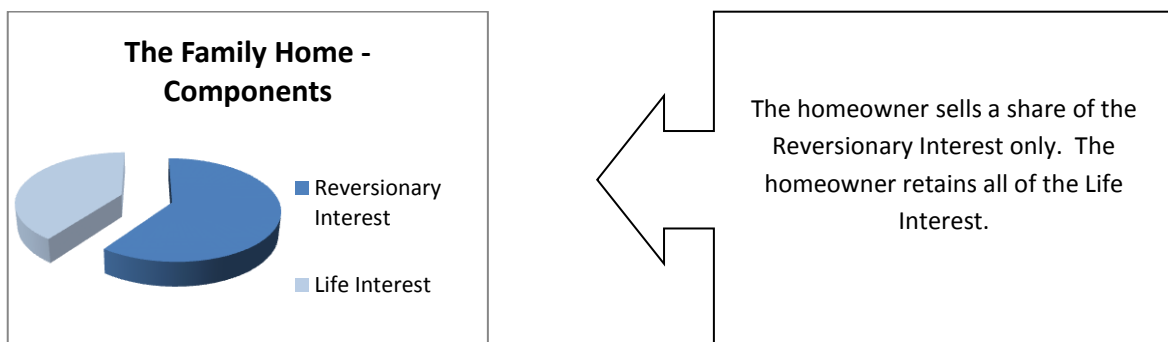 The Family Home -
Components
Reversionary
Interest
Life Interest
The homeowner sells a share of the
Reversionary Interest only.  The
homeowner retains all of the Life
Interest.